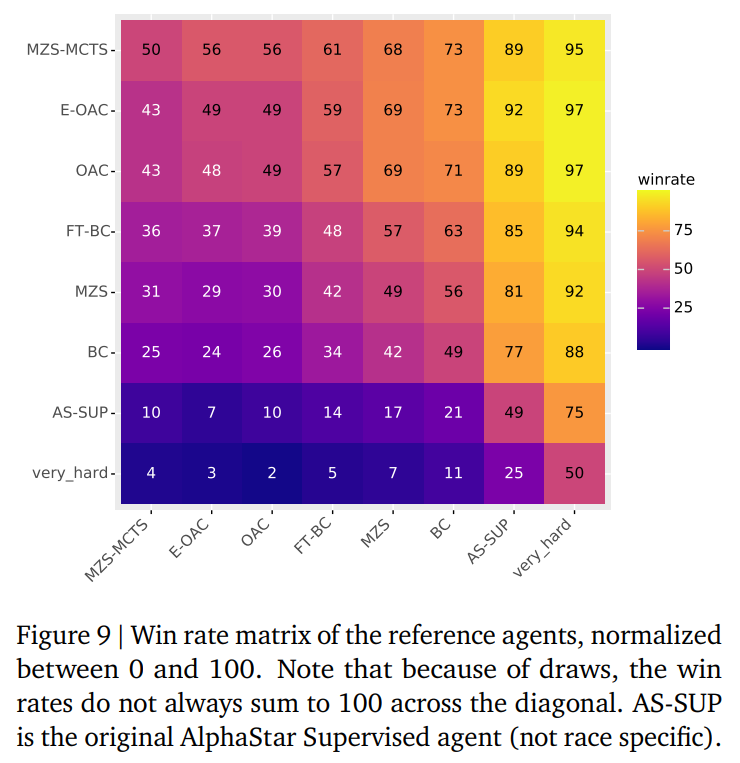 MZS-MCTS 50 56 56 61 68 73 89 95
E-OAC 43 49 49 59 69 73 92 97
OAC 43 48 49 57 69 71 89 97
winrate
FT-BC 36 37 39 48 57 63 85 94
75
MZS 31 29 30 42 49 56 81 92
50
25
BC 25 24 26 34 42 49 77 88
AS-SUP 10 7 10 14 17 21 49 75
very_hard 4 3 2 5 7 11 25 50
MZS-MCTS E-OAC OAC FT-BC MZS BC AS-SUP very_hard
Figure 9 | Win rate matrix of the reference agents, normalized
between 0 and 100. Note that because of draws, the win
rates do not always sum to 100 across the diagonal. AS-SUP
is the original AlphaStar Supervised agent (not race specific).